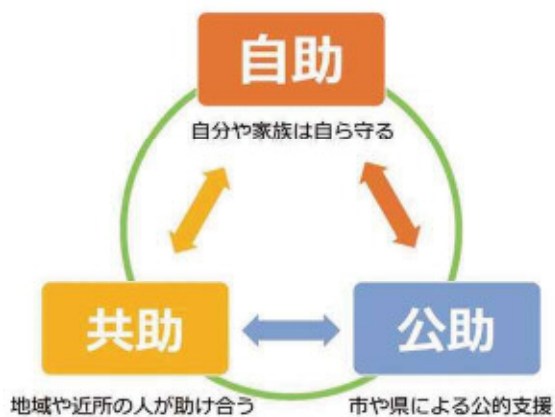 自助
自分や家族は自ら守る
共助
公助
地域や近所の人が助け合う
市や県による公的支援